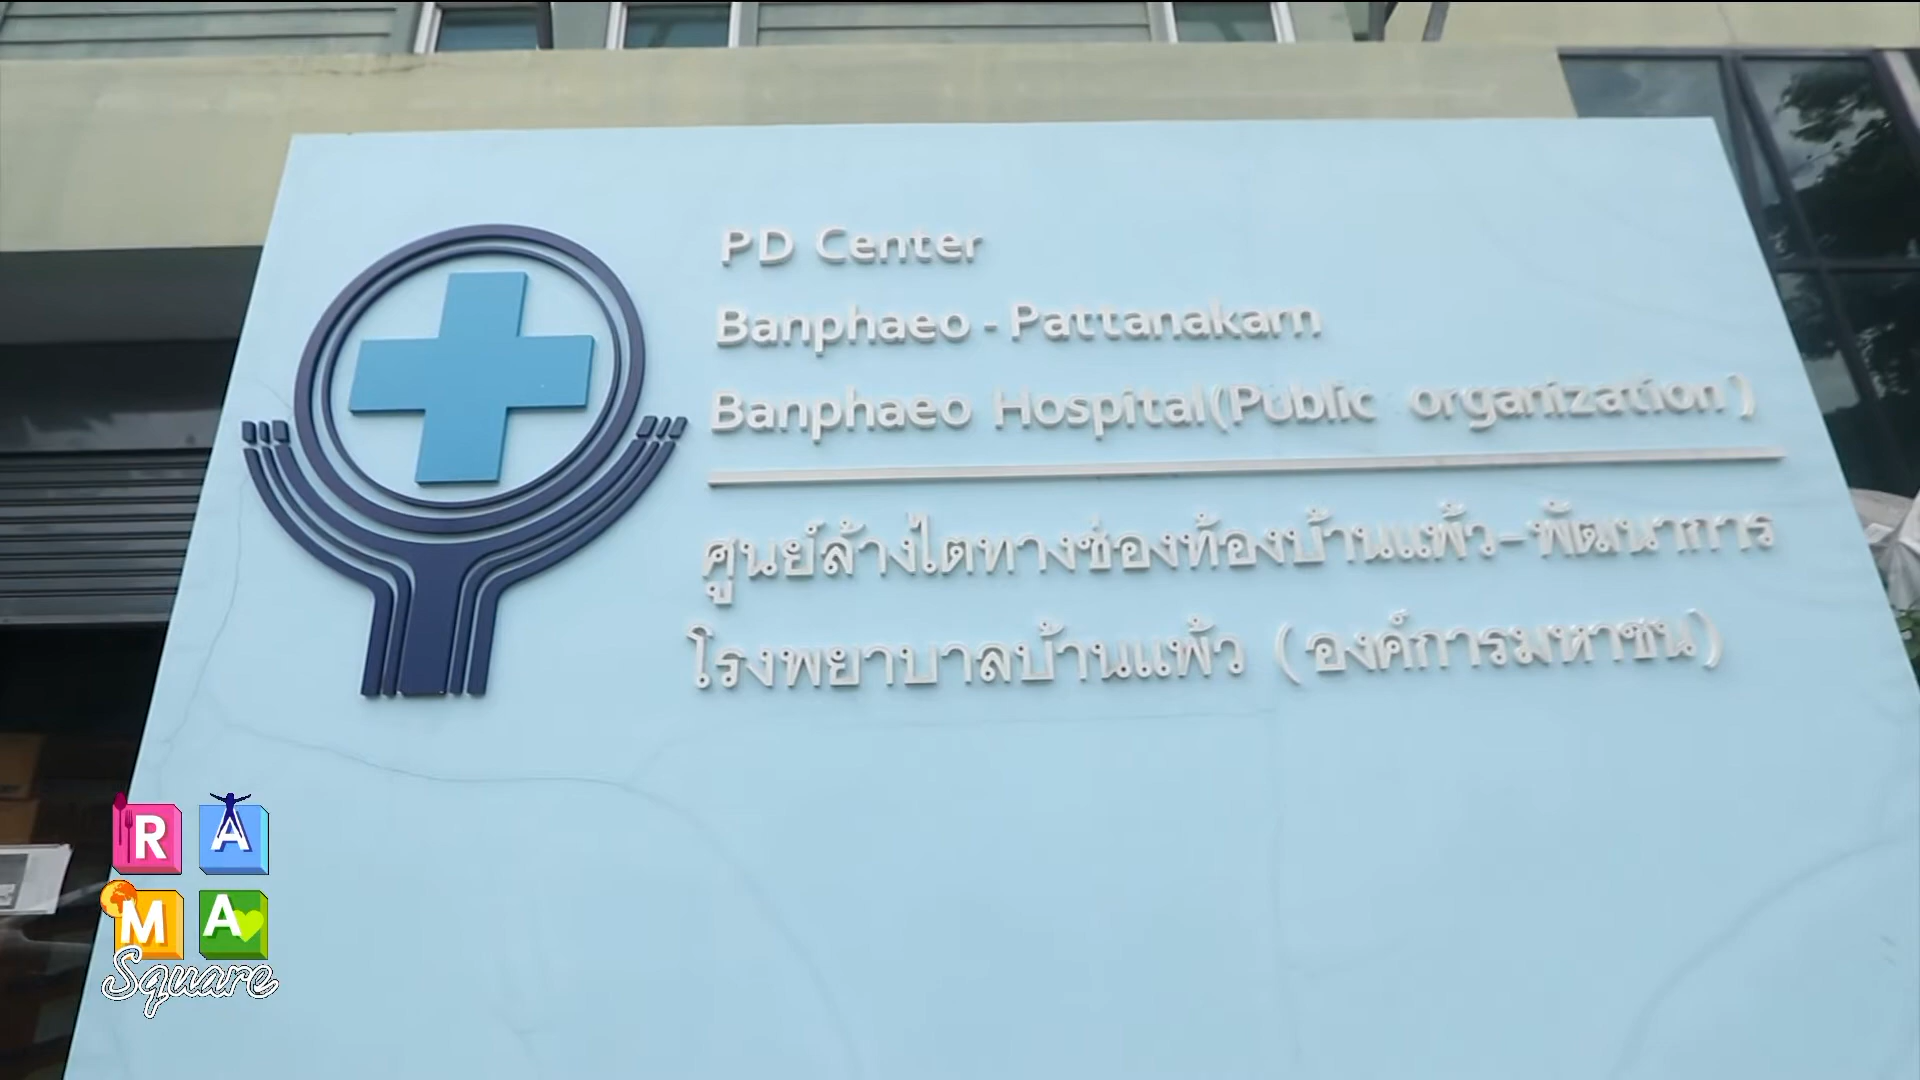 PD Center
Banphaeo - Pattanakarn
Banphaeo Hospital(Public organization)
ศูนย์ล้างไตทางช่องท้องบ้านแพ้ว-พัฒนาการ
โรงพยาบาลบ้านแพ้ว (องค์การมหาชน)
RA
MA
Square